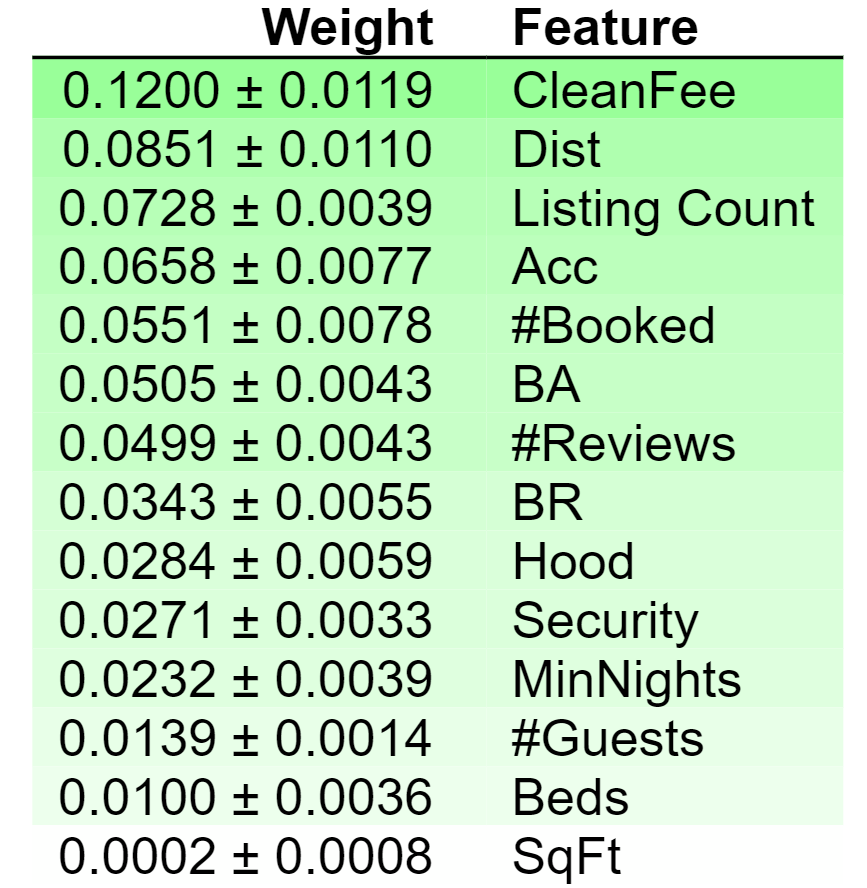 Weight Feature
0.1200 ± 0.0119 CleanFee
0.0851 ± 0.0110 Dist
0.0728 ± 0.0039 Listing Count
0.0658 ± 0.0077 Acc
0.0551 ± 0.0078 #Booked
0.0505 ± 0.0043 BA
0.0499 ± 0.0043 #Reviews
0.0343 ± 0.0055 BR
0.0284 ± 0.0059 Hood
0.0271 ± 0.0033 Security
0.0232 ± 0.0039 MinNights
0.0139 ± 0.0014 #Guests
0.0100 ± 0.0036 Beds
0.0002 ± 0.0008 SqFt